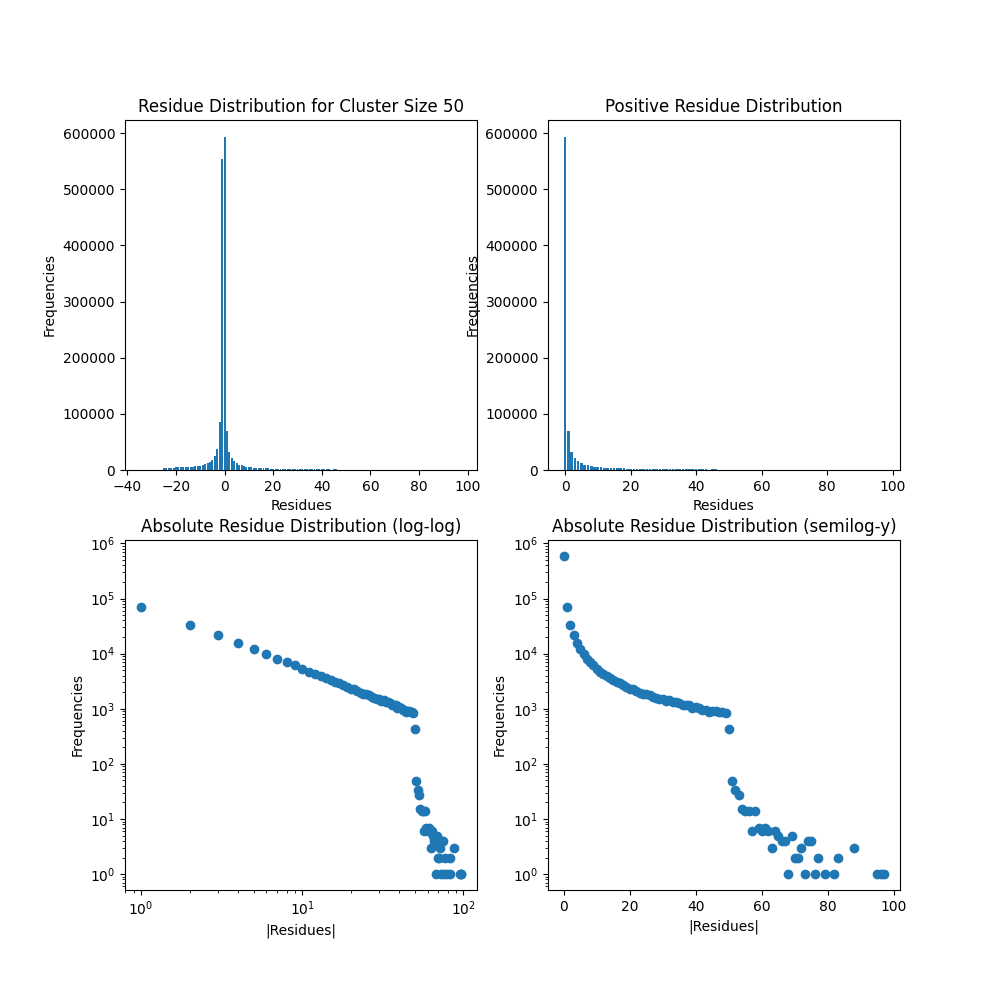 Residue Distribution for Cluster Size 50
Frequencies
600000
500000
400000
300000
200000
100000
0
−40 −20 0 20 40 60 80 100
Residues
Positive Residue Distribution
Frequencies
600000
500000
400000
300000
200000
100000
0
0 20 40 60 80 100
Residues
Absolute Residue Distribution (log-log)
Frequencies
10⁶
10⁵
10⁴
10³
10²
10¹
10⁰
10⁰ 10¹ 10²
|Residues|
Absolute Residue Distribution (semilog-y)
Frequencies
10⁶
10⁵
10⁴
10³
10²
10¹
10⁰
0 20 40 60 80 100
|Residues|